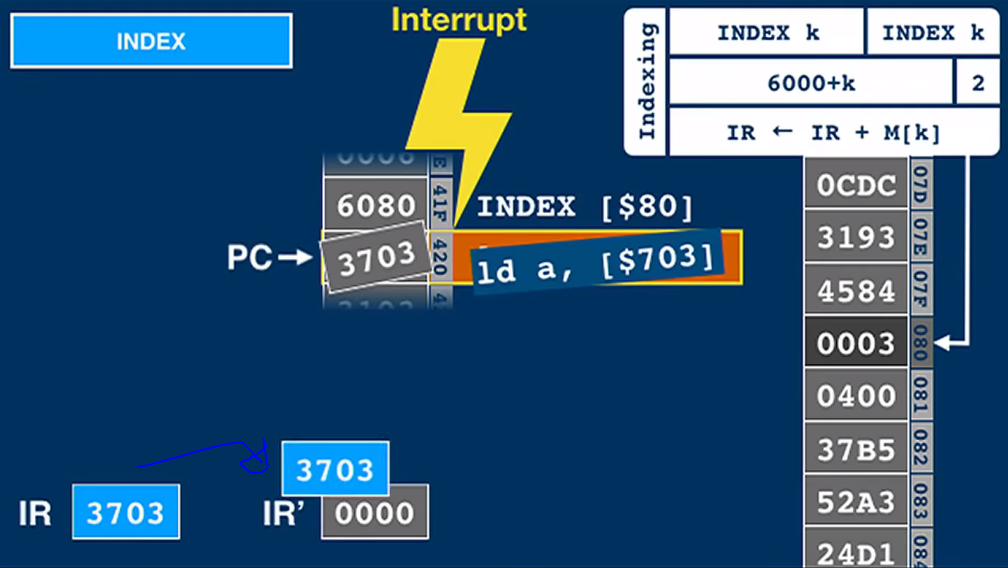 INDEX
Interrupt
Indexing
INDEX k
INDEX k
6000+k
2
IR ← IR + M[k]
6080
41F
INDEX [$80]
PC
3703
420
ld a, [$703]
0CDC
07D
3193
07E
4584
07F
0003
080
0400
081
37B5
082
52A3
083
24D1
084
IR
3703
3703
IR’
0000